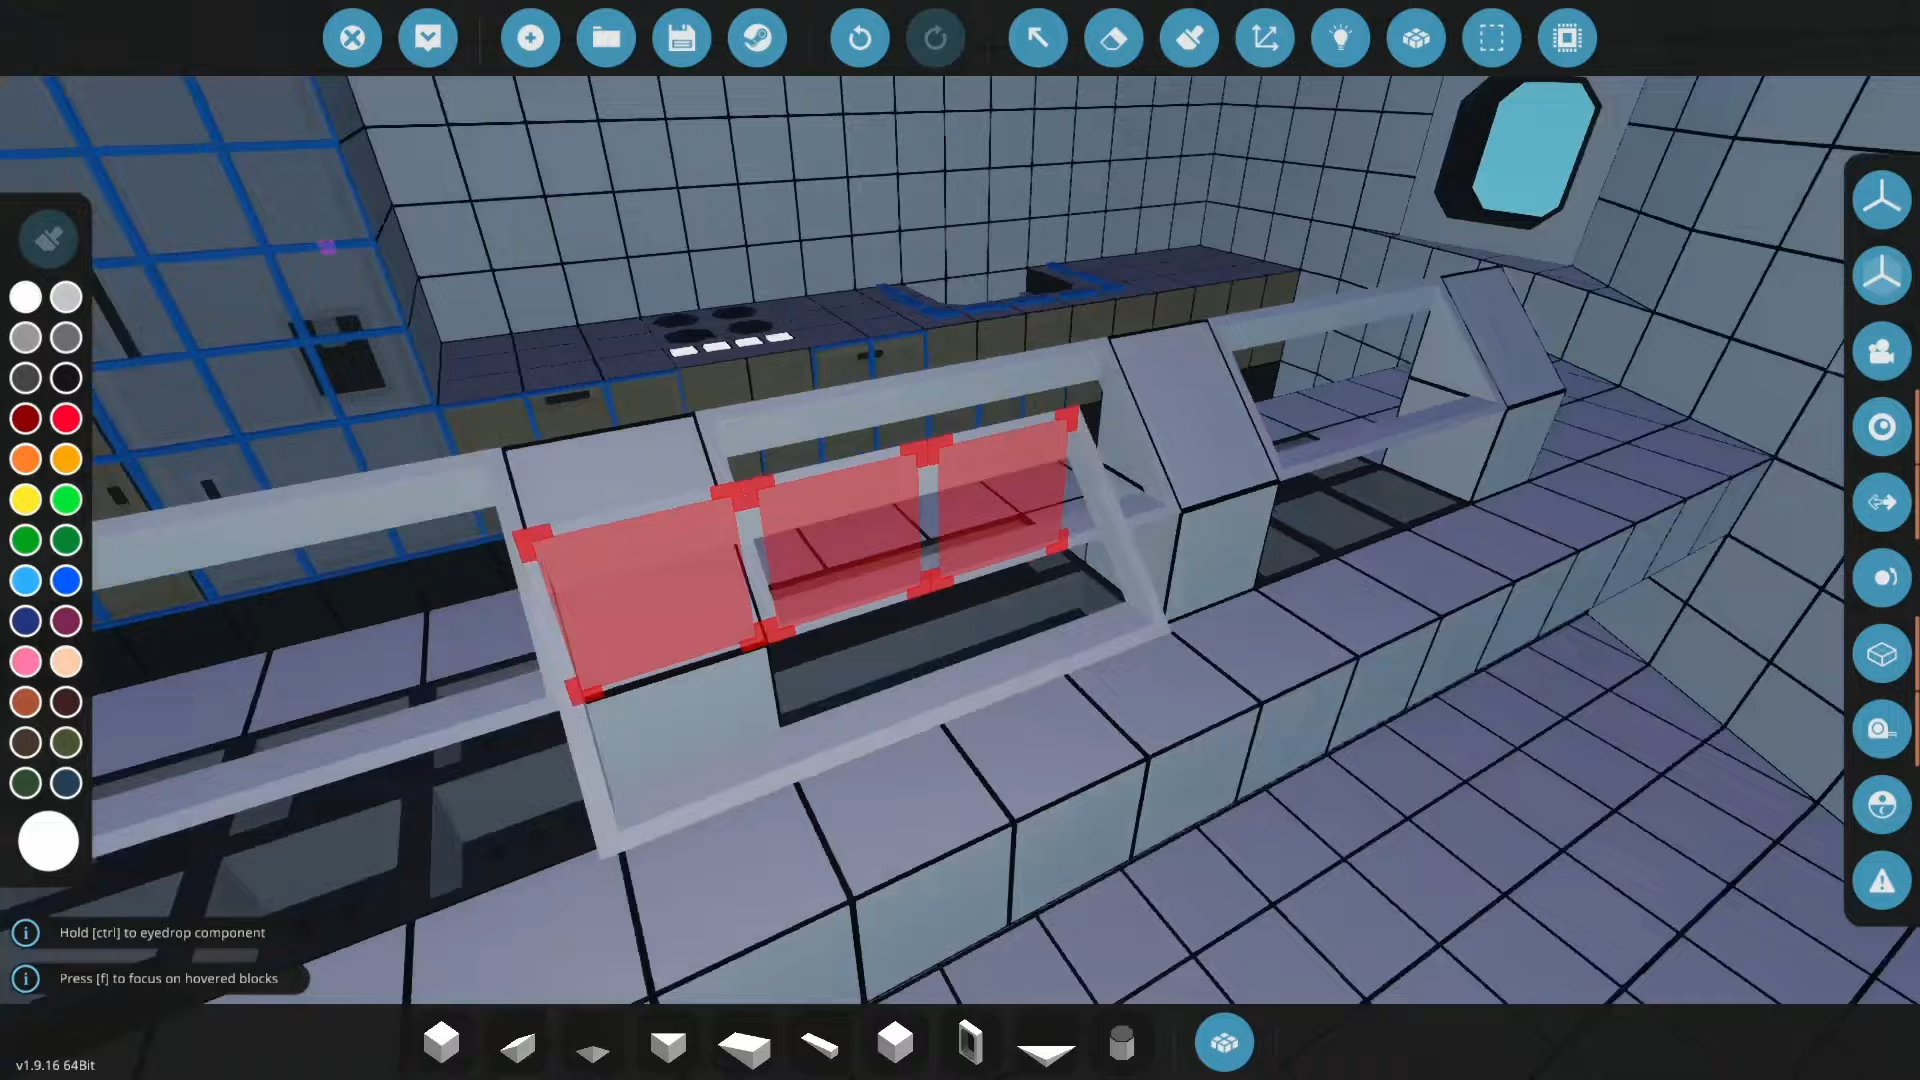 Hold [ctrl] to eyedrop component
Press [f] to focus on hovered blocks
v1.9.16 64Bit